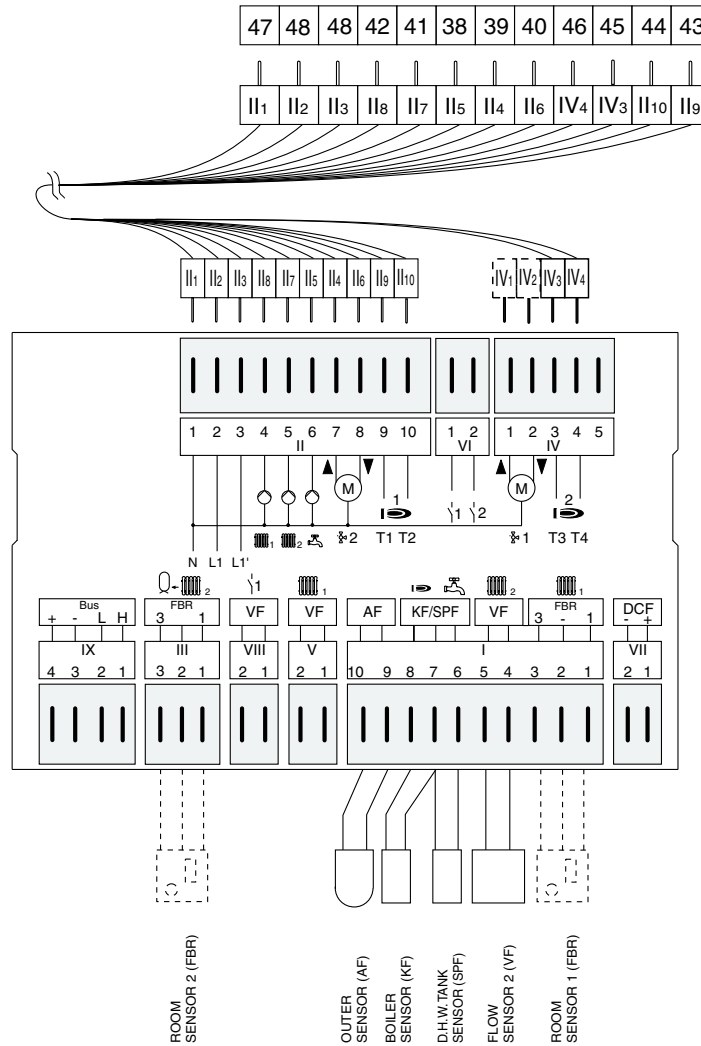 47 48 48 42 41 38 39 40 46 45 44 43
II1 II2 II3 II8 II7 II5 II4 II6 IV4 IV3 II10 II9
II1 II2 II3 II8 II7 II5 II4 II6 II9 II10 IV1 IV2 IV3 IV4
1 2 3 4 5 6 7 8 9 10 1 2 1 2 3 4 5
II VI IV
M 1 M 2
1 2 2 1 2 T1 T2 1 T3 T4
N L1 L1'
2 1 1 2 1
Bus FBR VF VF AF KF/SPF VF FBR DCF
+ - L H 3 1 3 - 1 - +
IX III VIII V I VII
4 3 2 1 3 2 1 2 1 2 1 10 9 8 7 6 5 4 3 2 1 2 1
ROOM
SENSOR 2 (FBR)
OUTER
SENSOR (AF)
BOILER
SENSOR (KF)
D.H.W. TANK
SENSOR (SPF)
FLOW
SENSOR 2 (VF)
ROOM
SENSOR 1 (FBR)